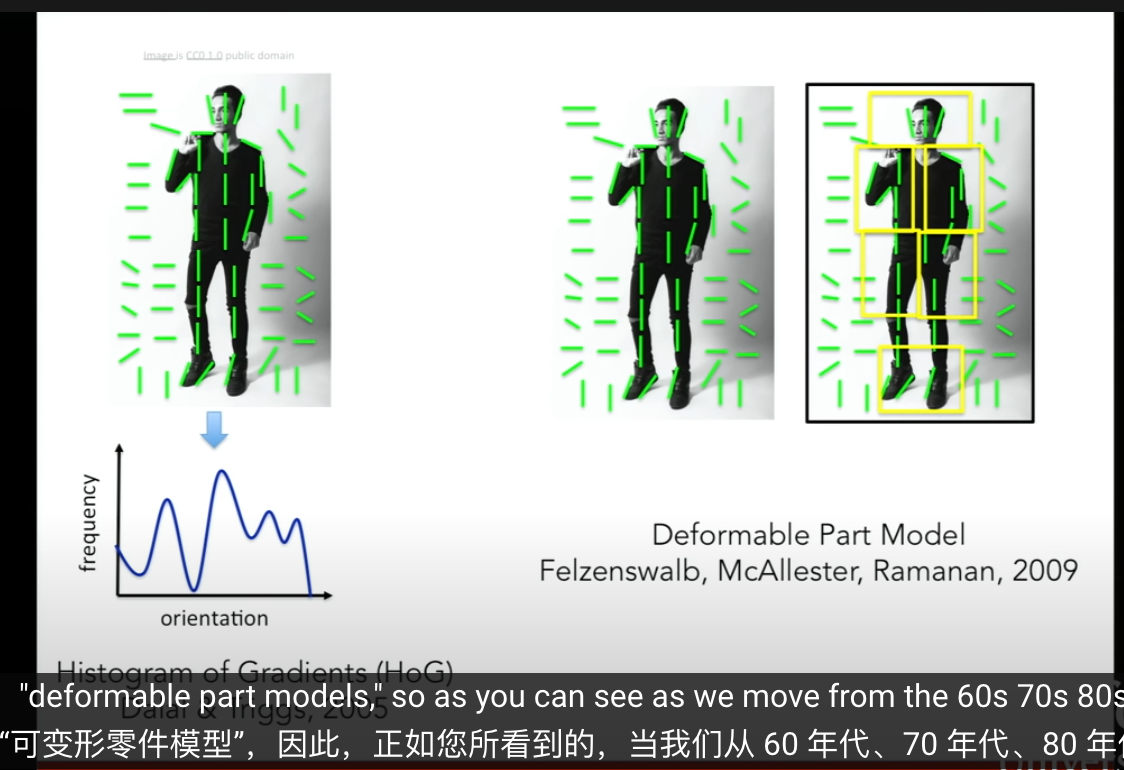 Image is CC0 1.0 public domain
frequency
orientation
Histogram of Gradients (HoG)
Dalal & Triggs, 2005
Deformable Part Model
Felzenswalb, McAllester, Ramanan, 2009
"deformable part models," so as you can see as we move from the 60s 70s 80s
“可变形零件模型”，因此，正如您所看到的，当我们从 60 年代、70 年代、80 年